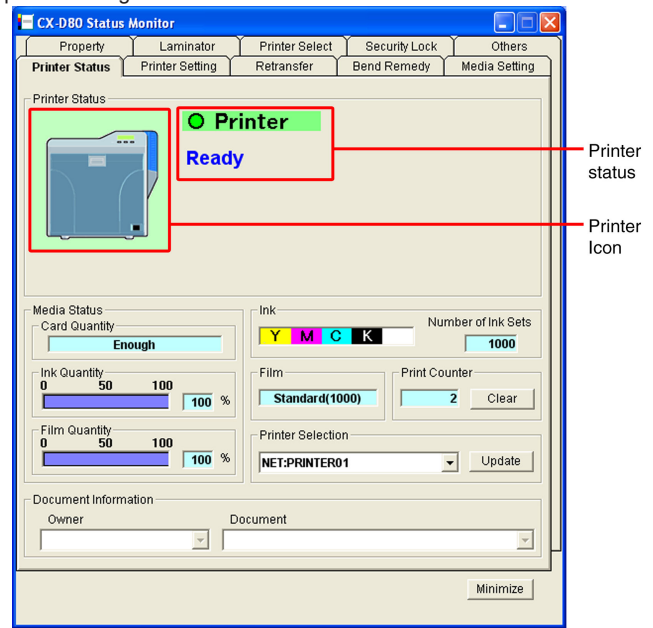 CX-D80 Status Monitor
Property Laminator Printer Select Security Lock Others
Printer Status Printer Setting Retransfer Bend Remedy Media Setting
Printer Status
Printer
Ready
Printer
status
Printer
Icon
Media Status
Card Quantity
Enough
Ink
Y M C K
Number of Ink Sets
1000
Ink Quantity
0 50 100
100 %
Film
Standard(1000)
Print Counter
2 Clear
Film Quantity
0 50 100
100 %
Printer Selection
NET:PRINTER01 Update
Document Information
Owner Document
Minimize